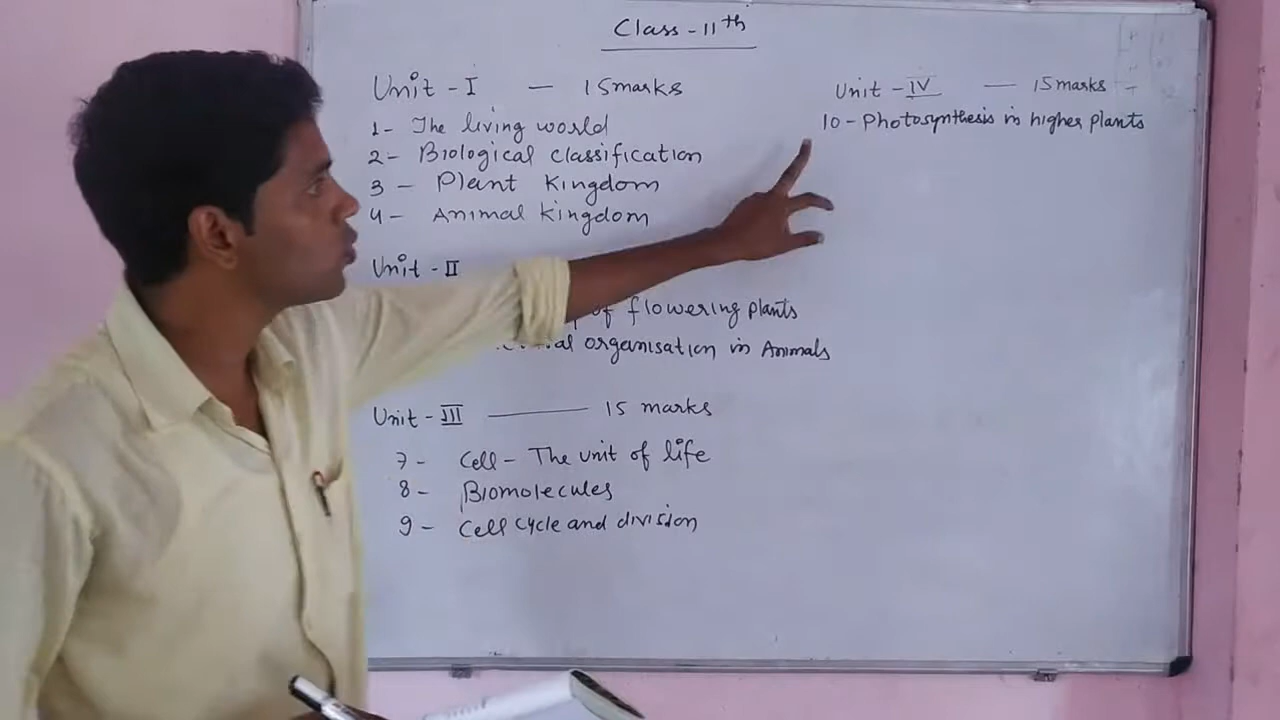 Class - 11th
Unit - I — 15 marks
1- The living world
2- Biological classification
3 - Plant kingdom
4- Animal kingdom
Unit - II
of flowering plants
organisation in Animals
Unit - III — 15 marks
7- Cell - The unit of life
8- Biomolecules
9- Cell cycle and division
Unit - IV — 15 marks
10 - Photosynthesis in higher plants